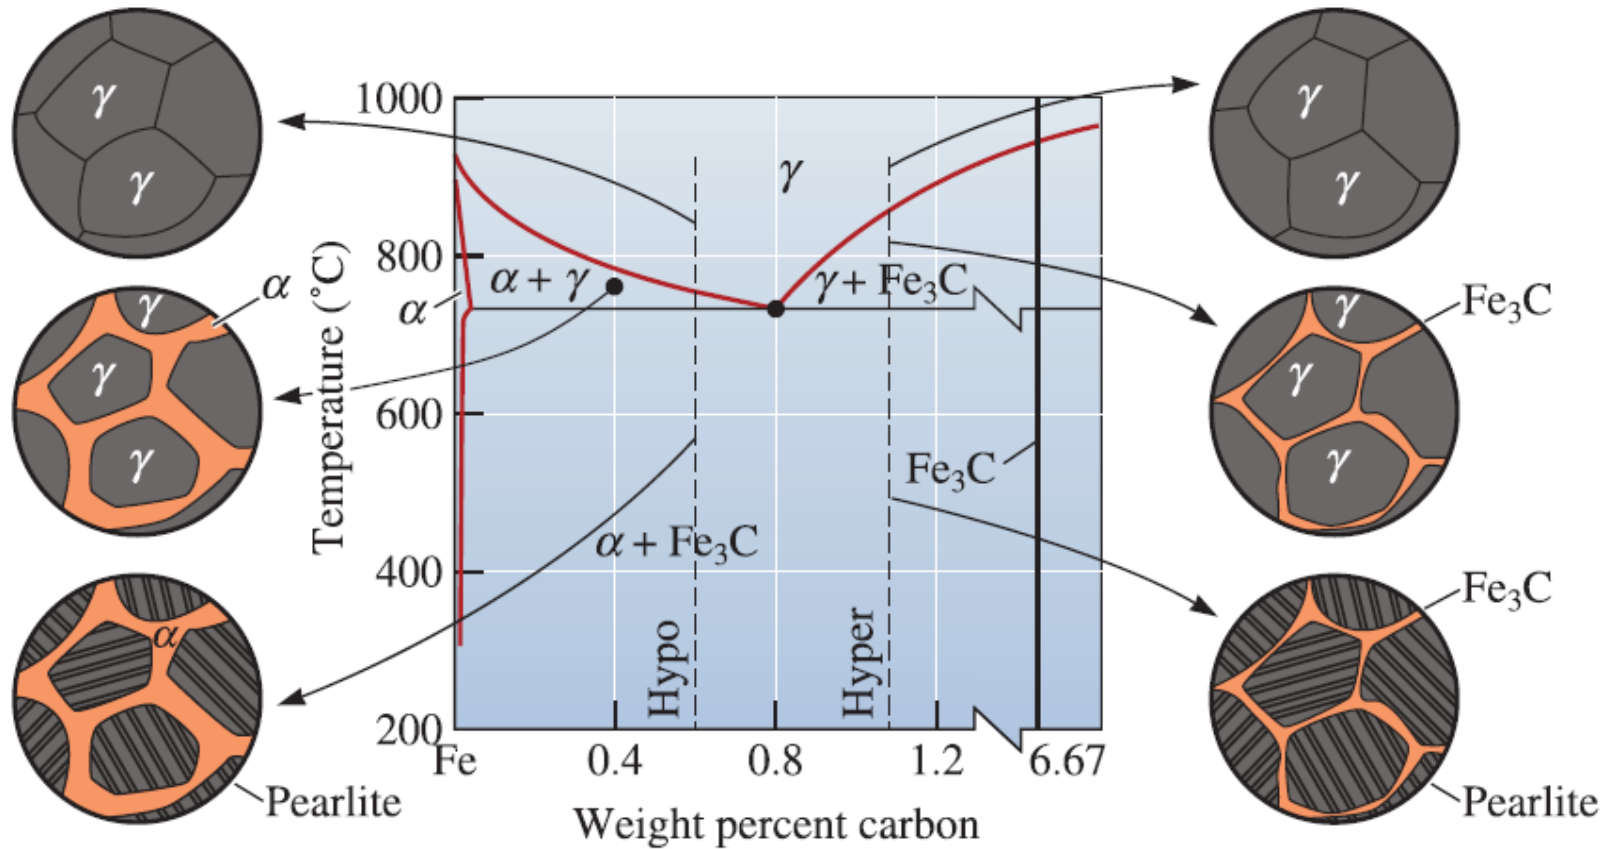 γ
γ
γ
α
γ
γ
α
Pearlite
Temperature (°C)
1000
800
600
400
200
γ
α + γ
γ + Fe₃C
α
Fe₃C
α + Fe₃C
Hypo
Hyper
Fe
0.4
0.8
1.2
6.67
Weight percent carbon
γ
γ
γ
Fe₃C
γ
γ
Fe₃C
Pearlite